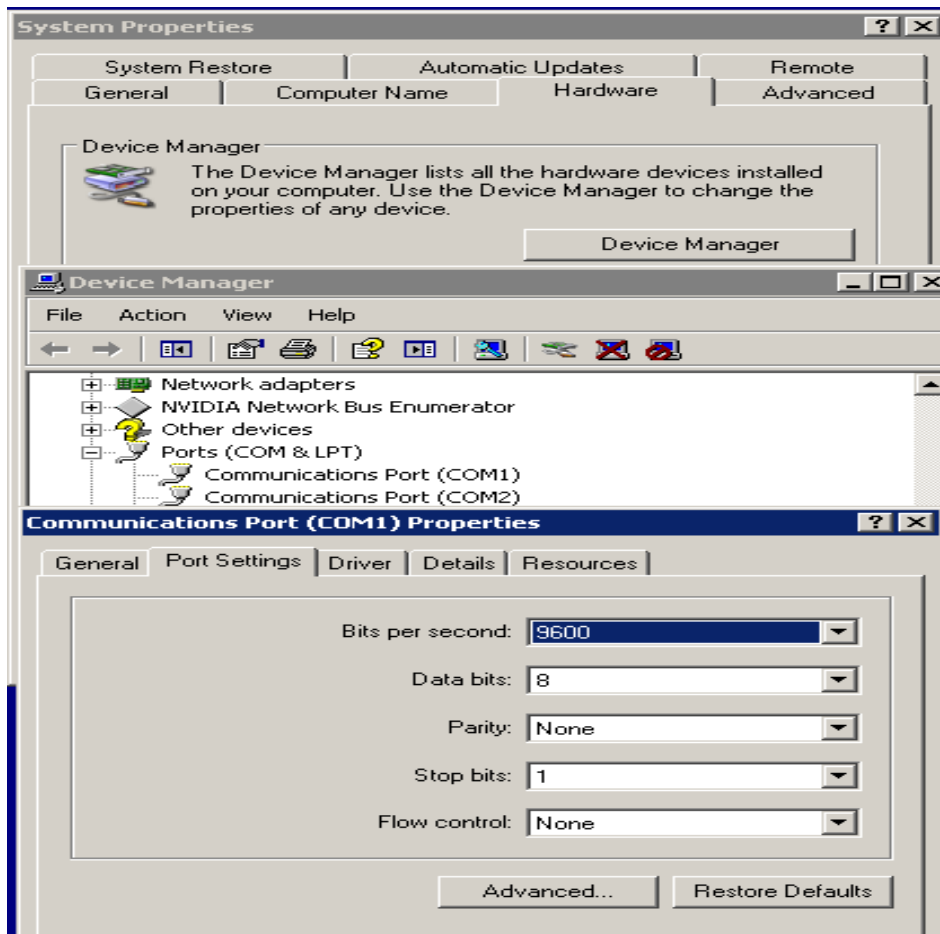 System Properties
System Restore Automatic Updates Remote
General Computer Name Hardware Advanced
Device Manager
The Device Manager lists all the hardware devices installed
on your computer. Use the Device Manager to change the
properties of any device.
Device Manager
Device Manager
File Action View Help
Network adapters
NVIDIA Network Bus Enumerator
Other devices
Ports (COM & LPT)
Communications Port (COM1)
Communications Port (COM2)
Communications Port (COM1) Properties
General Port Settings Driver Details Resources
Bits per second: 9600
Data bits: 8
Parity: None
Stop bits: 1
Flow control: None
Advanced... Restore Defaults